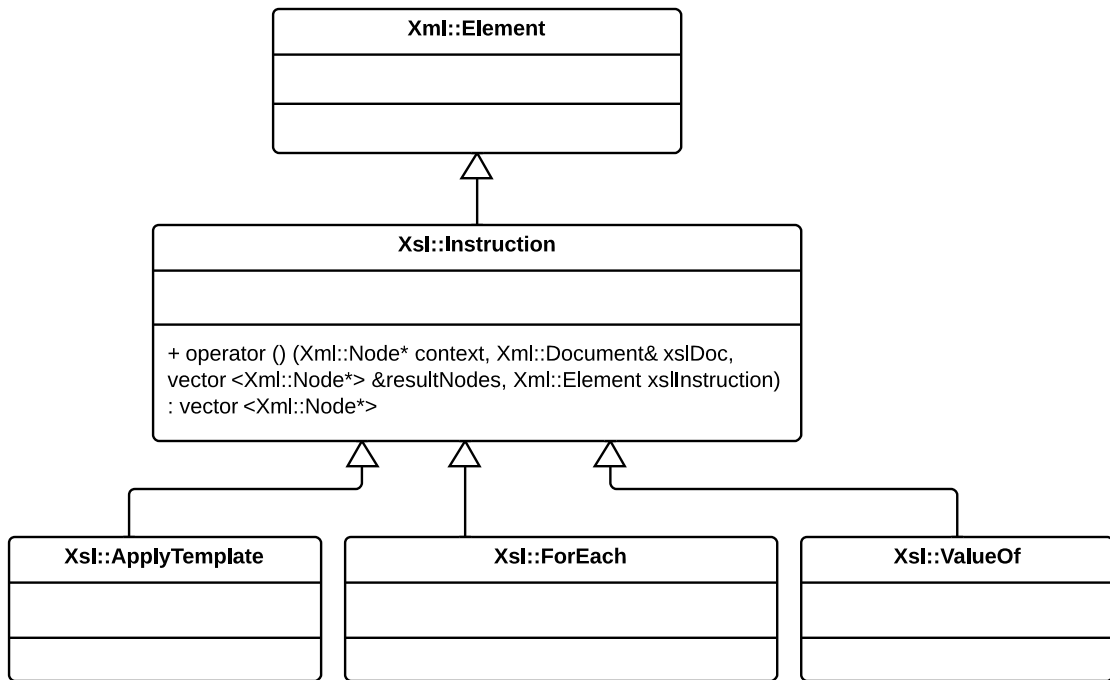 Xml::Element
Xsl::Instruction
+ operator () (Xml::Node* context, Xml::Document& xslDoc,
vector <Xml::Node*> &resultNodes, Xml::Element xslInstruction)
: vector <Xml::Node*>
Xsl::ApplyTemplate
Xsl::ForEach
Xsl::ValueOf